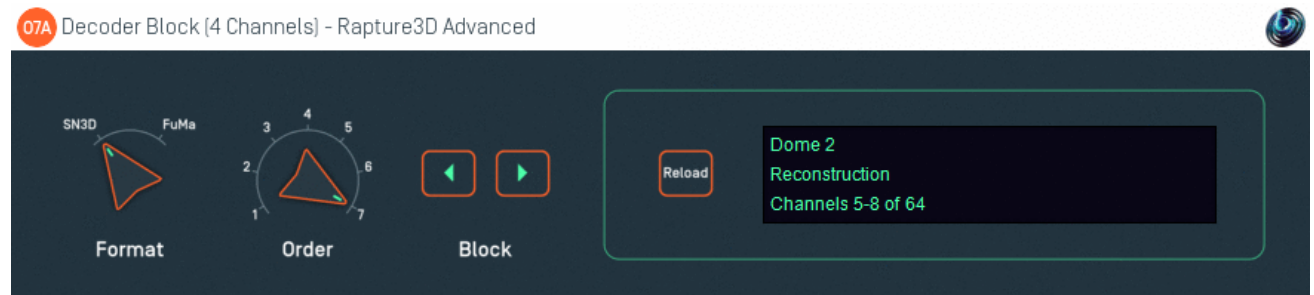 O7A Decoder Block (4 Channels) - Rapture3D Advanced
SN3D FuMa
Format
1 2 3 4 5 6 7
Order
Block
Reload
Dome 2
Reconstruction
Channels 5-8 of 64